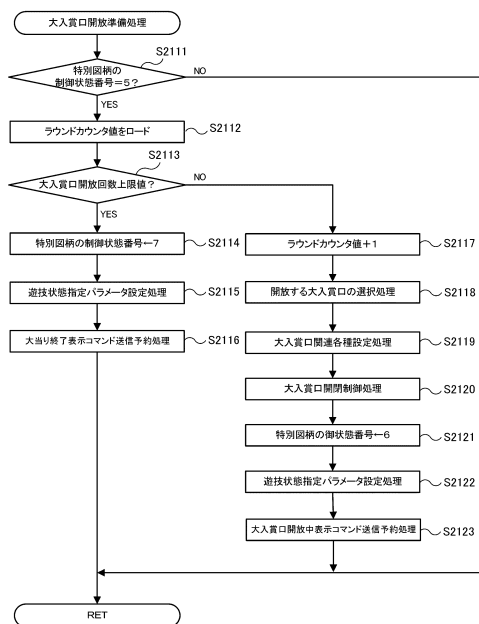 大入賞口開放準備処理
S2111
特別図柄の
制御状態番号=5?
NO
YES
ラウンドカウンタ値をロード
S2112
S2113
大入賞口開放回数上限値?
NO
YES
特別図柄の制御状態番号←7
S2114
遊技状態指定パラメータ設定処理
S2115
大当り終了表示コマンド送信予約処理
S2116
ラウンドカウンタ値+1
S2117
開放する大入賞口の選択処理
S2118
大入賞口関連各種設定処理
S2119
大入賞口開閉制御処理
S2120
特別図柄の御状態番号←6
S2121
遊技状態指定パラメータ設定処理
S2122
大入賞口開放中表示コマンド送信予約処理
S2123
RET